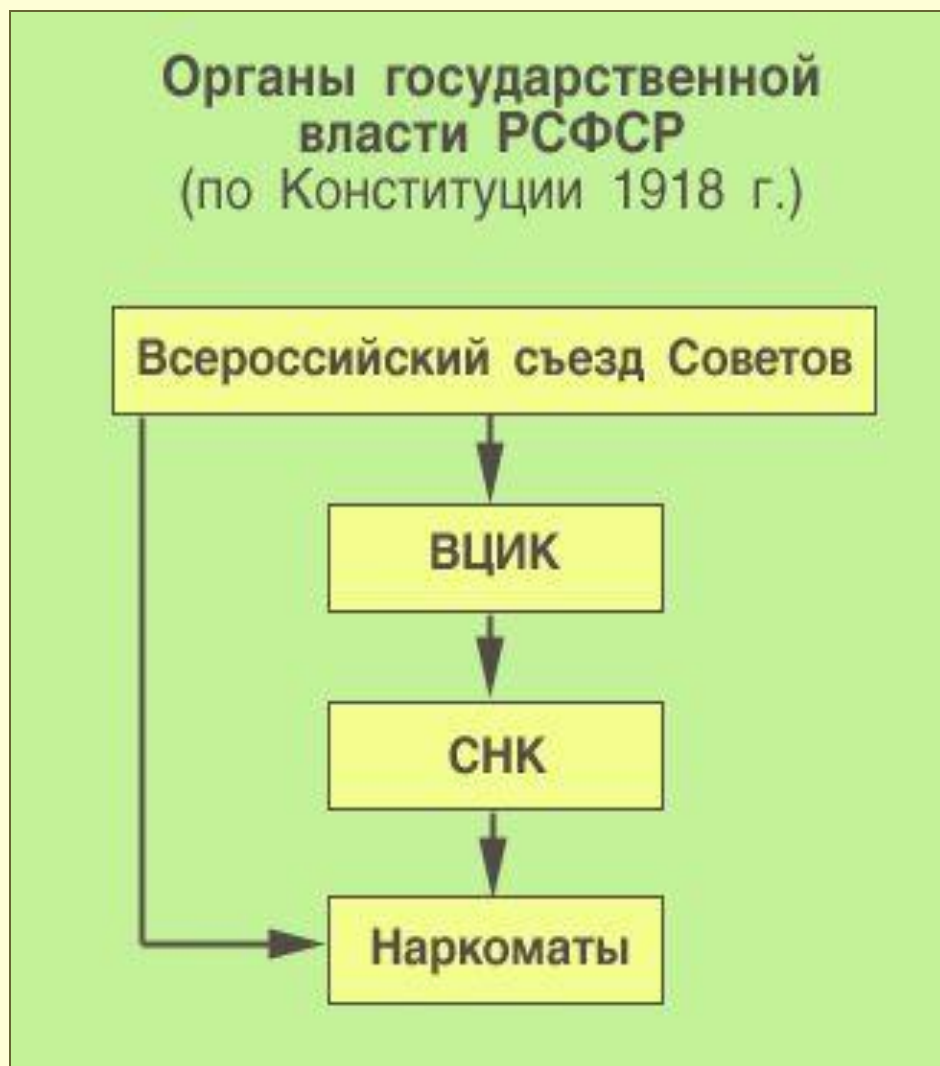 Органы государственной
власти РСФСР
(по Конституции 1918 г.)
Всероссийский съезд Советов
ВЦИК
СНК
Наркоматы